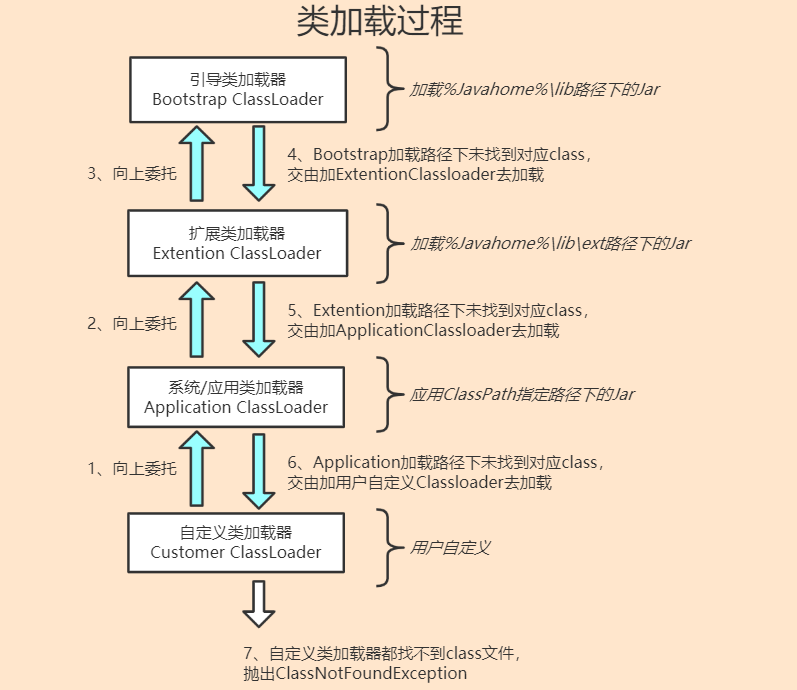 类加载过程
引导类加载器
Bootstrap ClassLoader
加载%Javahome%\lib路径下的Jar
3、向上委托
4、Bootstrap加载路径下未找到对应class，
交由加ExtentionClassloader去加载
扩展类加载器
Extention ClassLoader
加载%Javahome%\lib\ext路径下的Jar
2、向上委托
5、Extention加载路径下未找到对应class，
交由加ApplicationClassloader去加载
系统/应用类加载器
Application ClassLoader
应用ClassPath指定路径下的Jar
1、向上委托
6、Application加载路径下未找到对应class，
交由加用户自定义Classloader去加载
自定义类加载器
Customer ClassLoader
用户自定义
7、自定义类加载器都找不到class文件，
抛出ClassNotFoundException